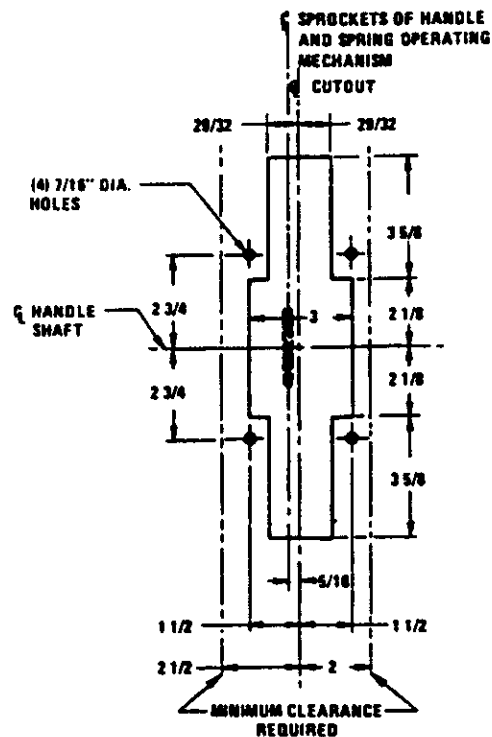 ℄ SPROCKETS OF HANDLE
AND SPRING OPERATING
MECHANISM
℄ CUTOUT
29/32
29/32
(4) 7/16" DIA.
HOLES
3 5/8
2 3/4
3
2 1/8
℄ HANDLE
SHAFT
2 3/4
2 1/8
3 5/8
5/16
1 1/2
1 1/2
2 1/2
2
MINIMUM CLEARANCE
REQUIRED